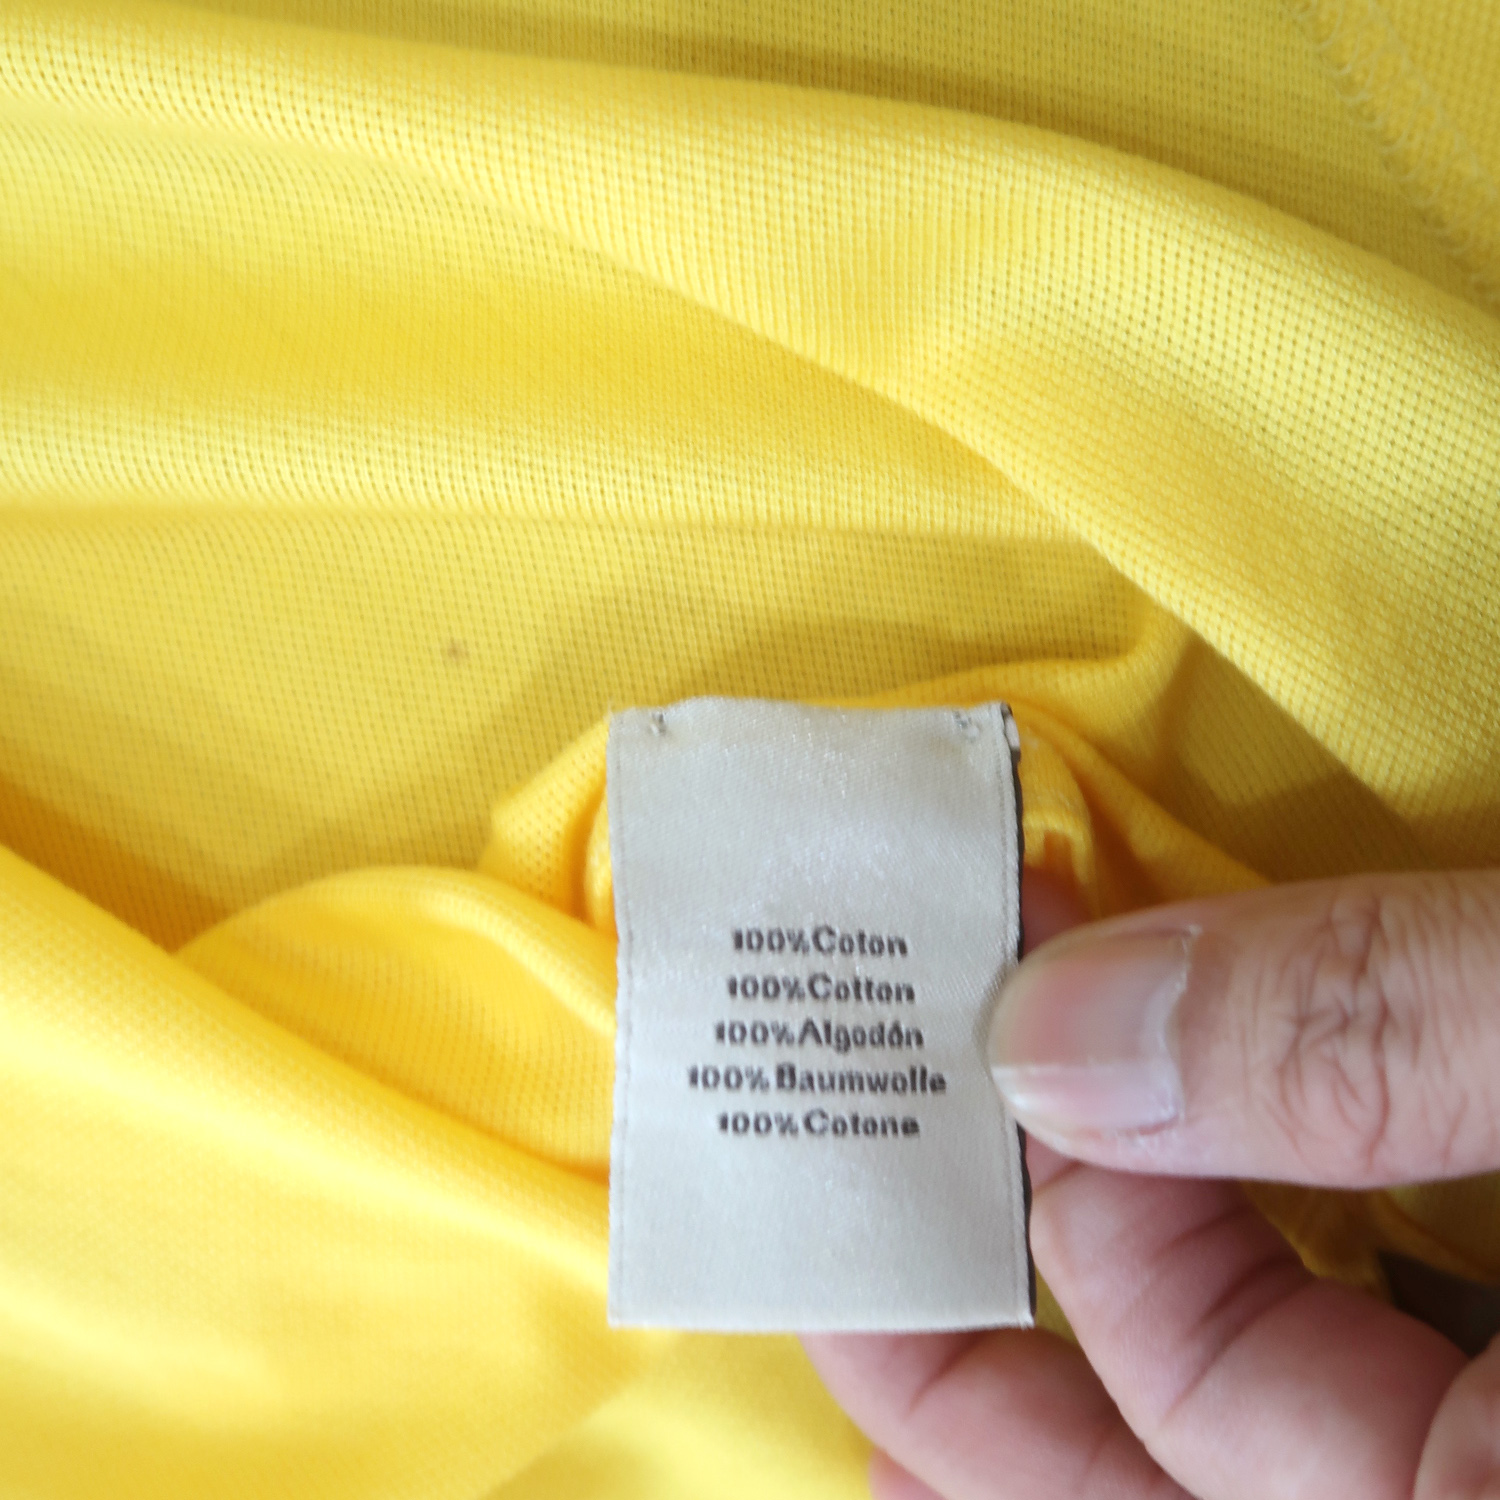 100% Coton
100% Cotton
100% Algodón
100% Baumwolle
100% Cotone